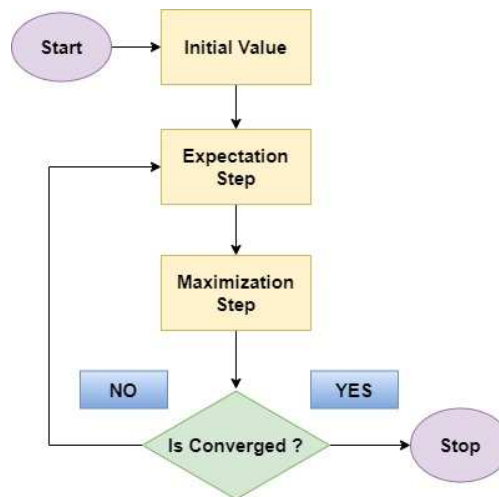 Start
Initial Value
Expectation
Step
Maximization
Step
NO
YES
Is Converged ?
Stop